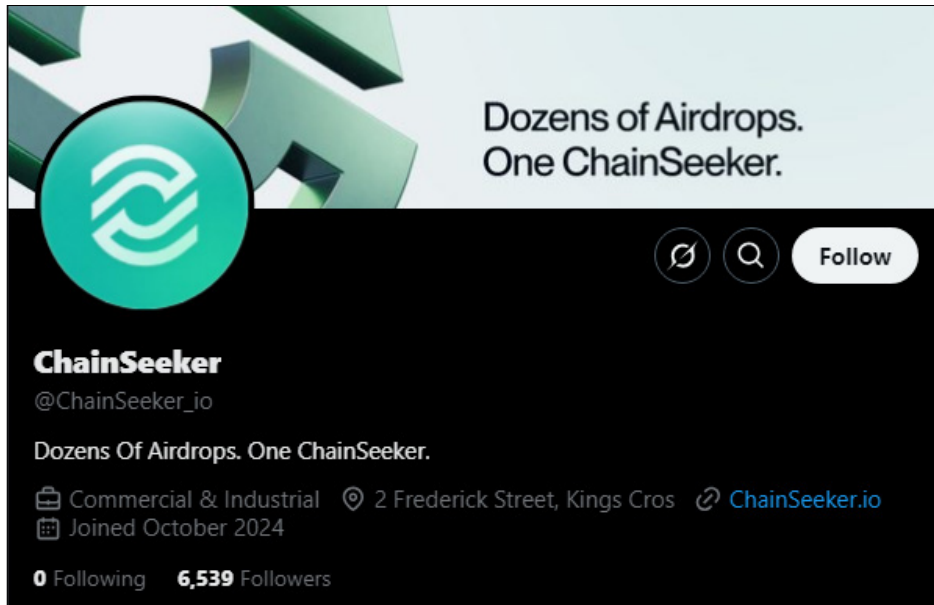 Dozens of Airdrops.
One ChainSeeker.
Follow
ChainSeeker
@ChainSeeker_io
Dozens Of Airdrops. One ChainSeeker.
Commercial & Industrial 2 Frederick Street, Kings Cros ChainSeeker.io
Joined October 2024
0 Following 6,539 Followers